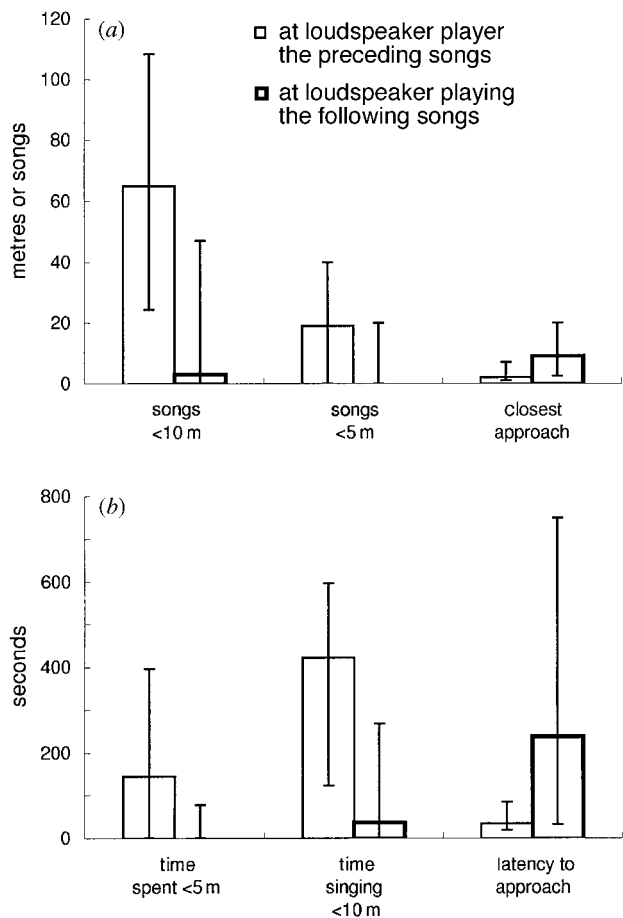 (a)
at loudspeaker player
the preceding songs
at loudspeaker playing
the following songs
metres or songs
120
100
80
60
40
20
0
songs
<10 m
songs
<5 m
closest
approach
(b)
seconds
800
600
400
200
0
time
spent <5 m
time
singing
<10 m
latency to
approach